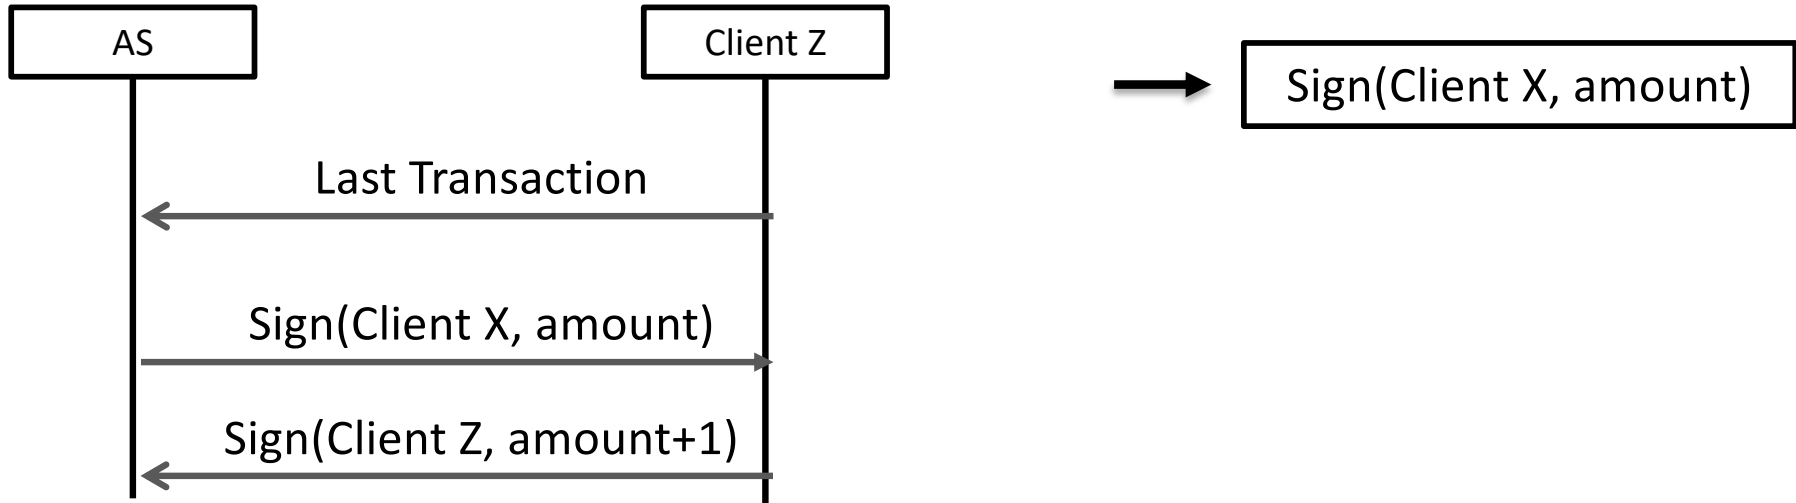 AS
Client Z
Sign(Client X, amount)
Last Transaction
Sign(Client X, amount)
Sign(Client Z, amount+1)